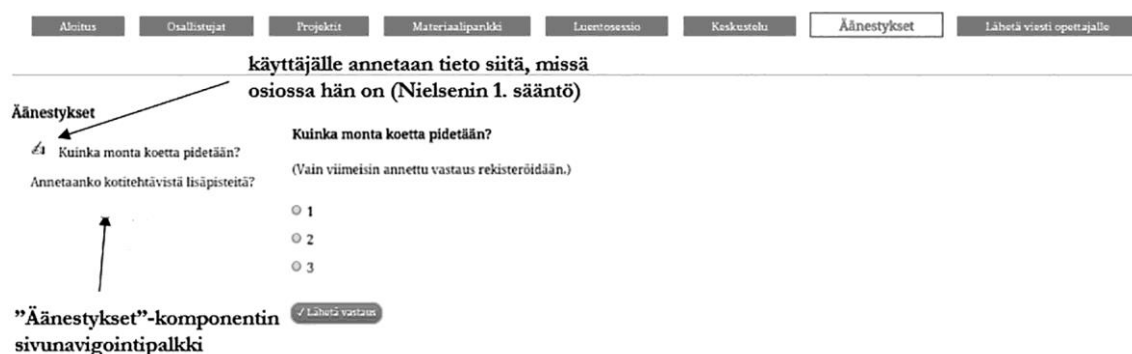 Aloitus Osallistujat Projektit Materiaalipankki Luentosessio Keskustelu Äänestykset Lähetä viesti opettajalle
käyttäjälle annetaan tieto siitä, missä
osiossa hän on (Nielsenin 1. sääntö)
Äänestykset
Kuinka monta koetta pidetään?
Annetaanko kotitehtävistä lisäpisteitä?
Kuinka monta koetta pidetään?
(Vain viimeisin annettu vastaus rekisteröidään.)
1
2
3
✓ Lähetä vastaus
”Äänestykset”-komponentin
sivunavigointipalkki